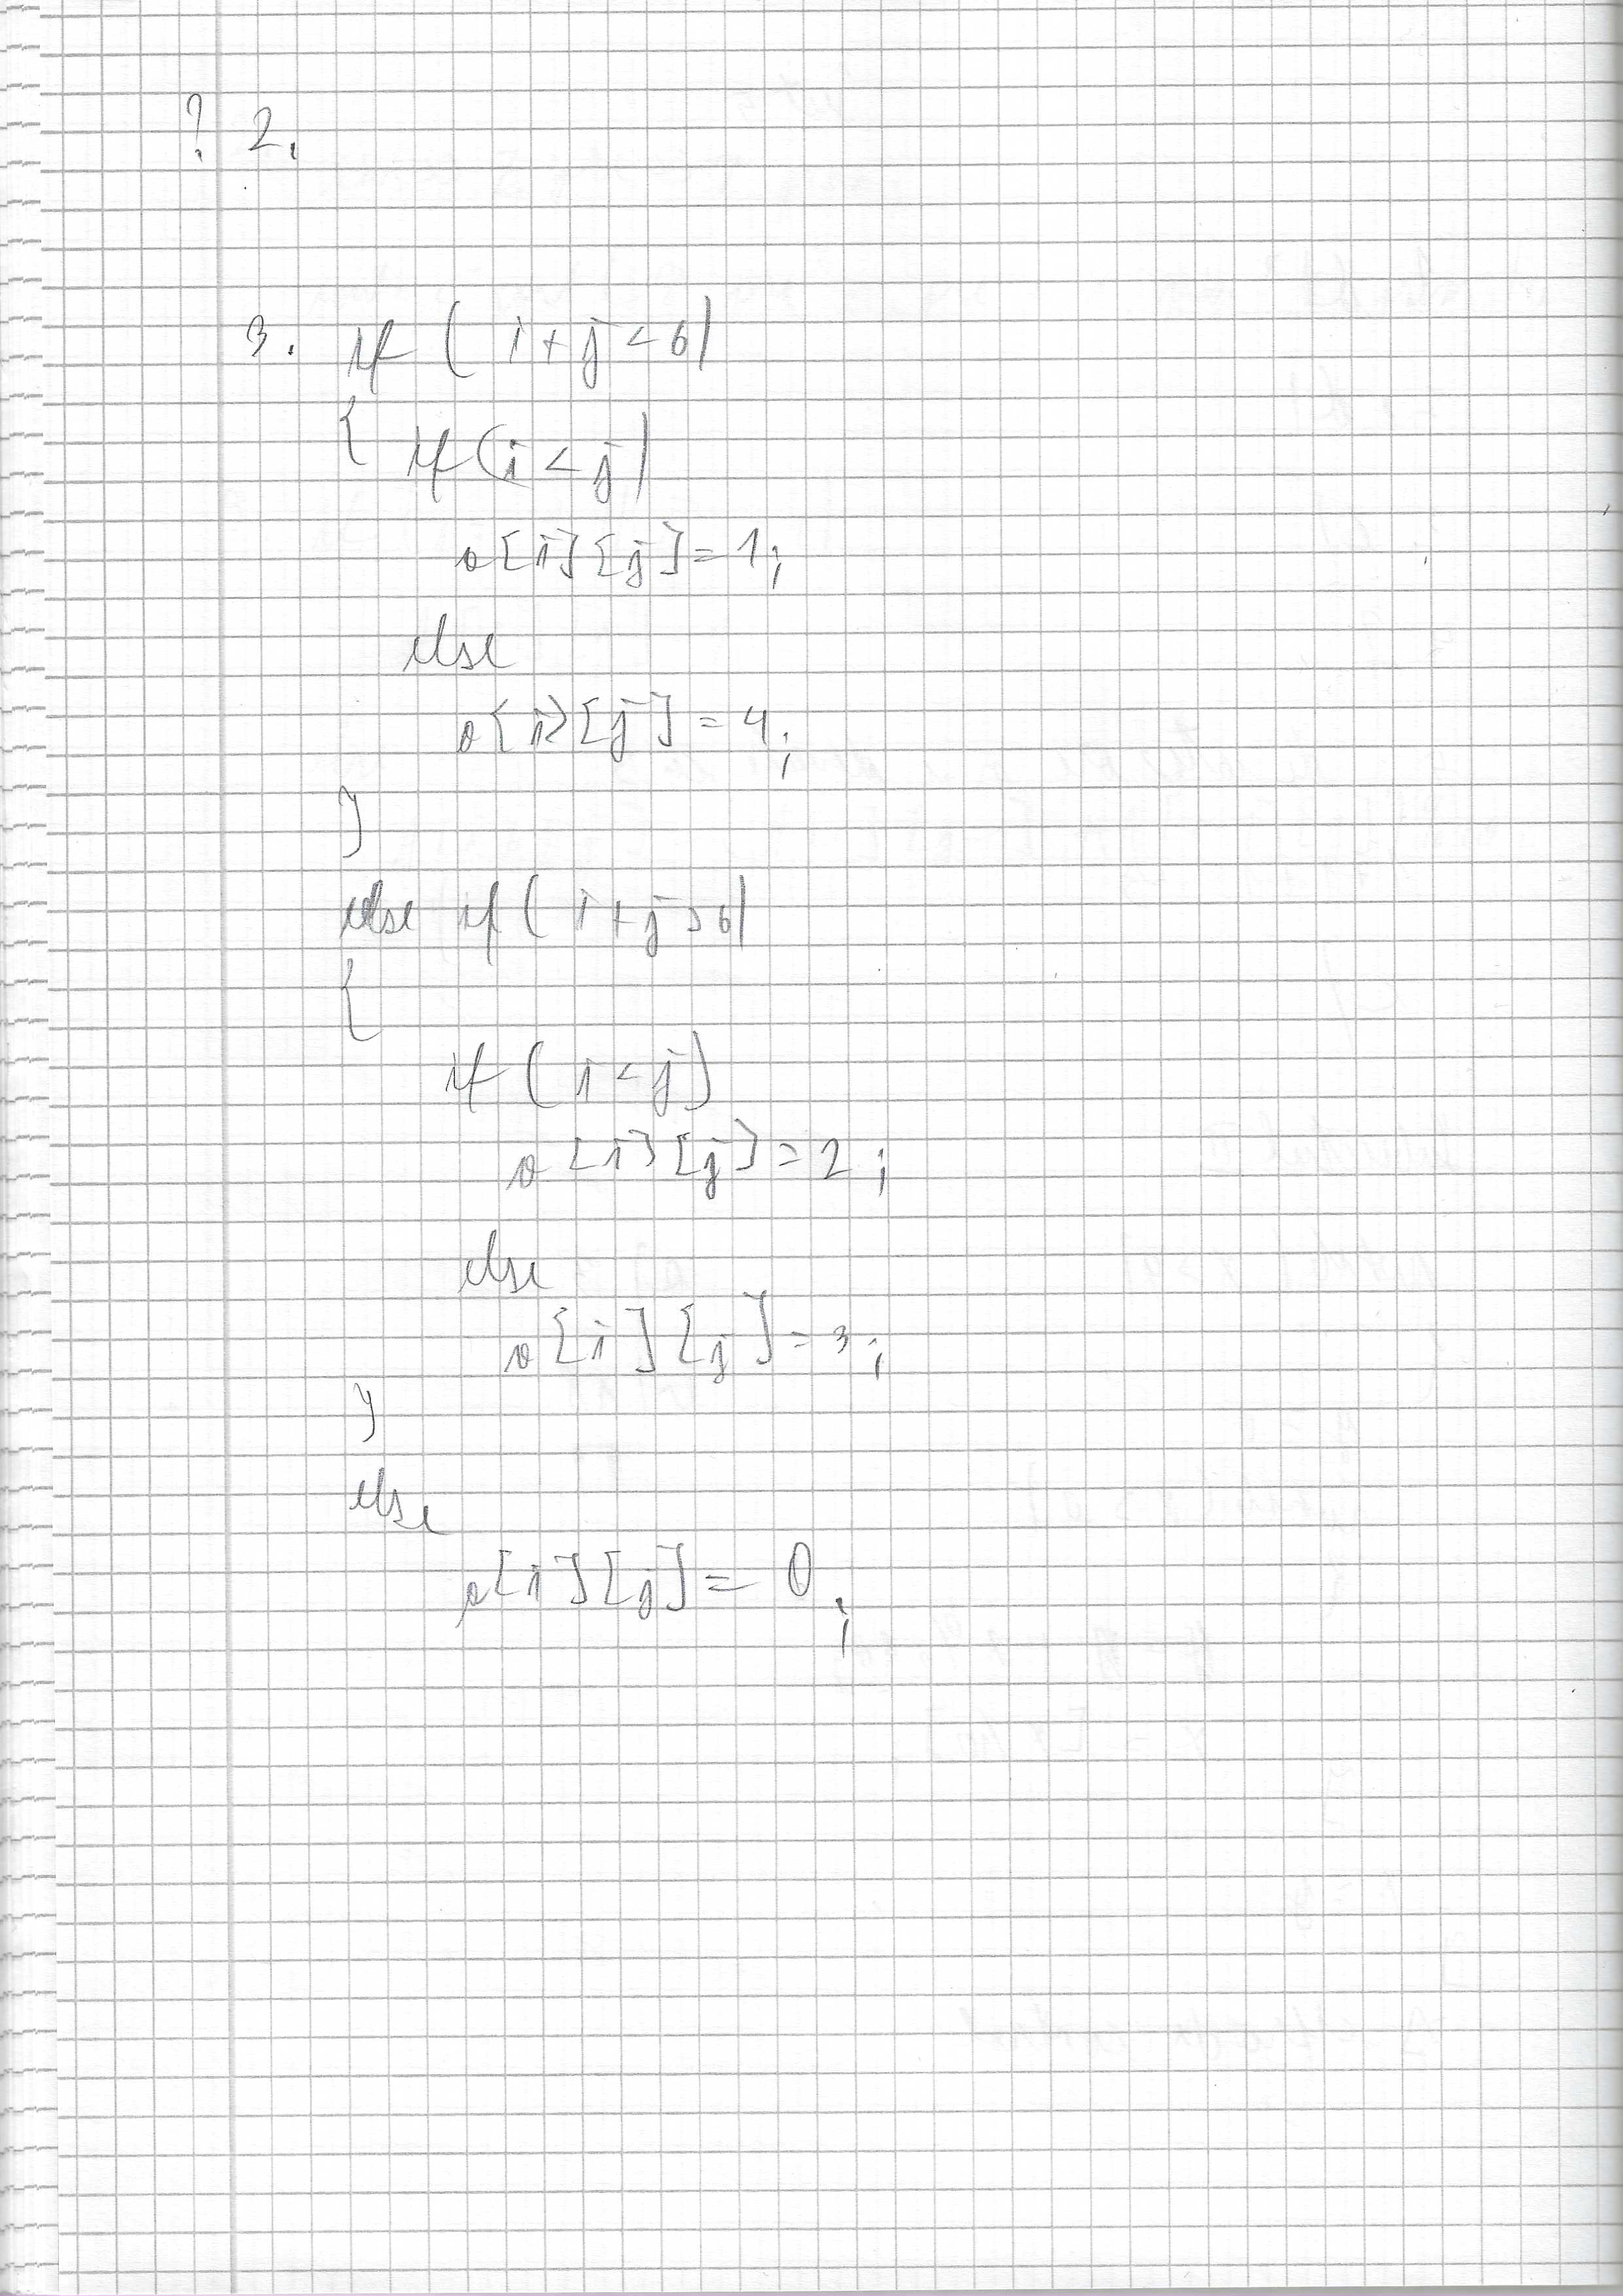 ? 2.
3. if ( i+j<6)
{ if(i<j)
a[i][j]=1;
else
a[i][j]=4;
}
else if( i+j>6)
{
if ( i<j)
a[i][j]=2;
else
a[i][j]=3;
}
else
a[i][j]=0;